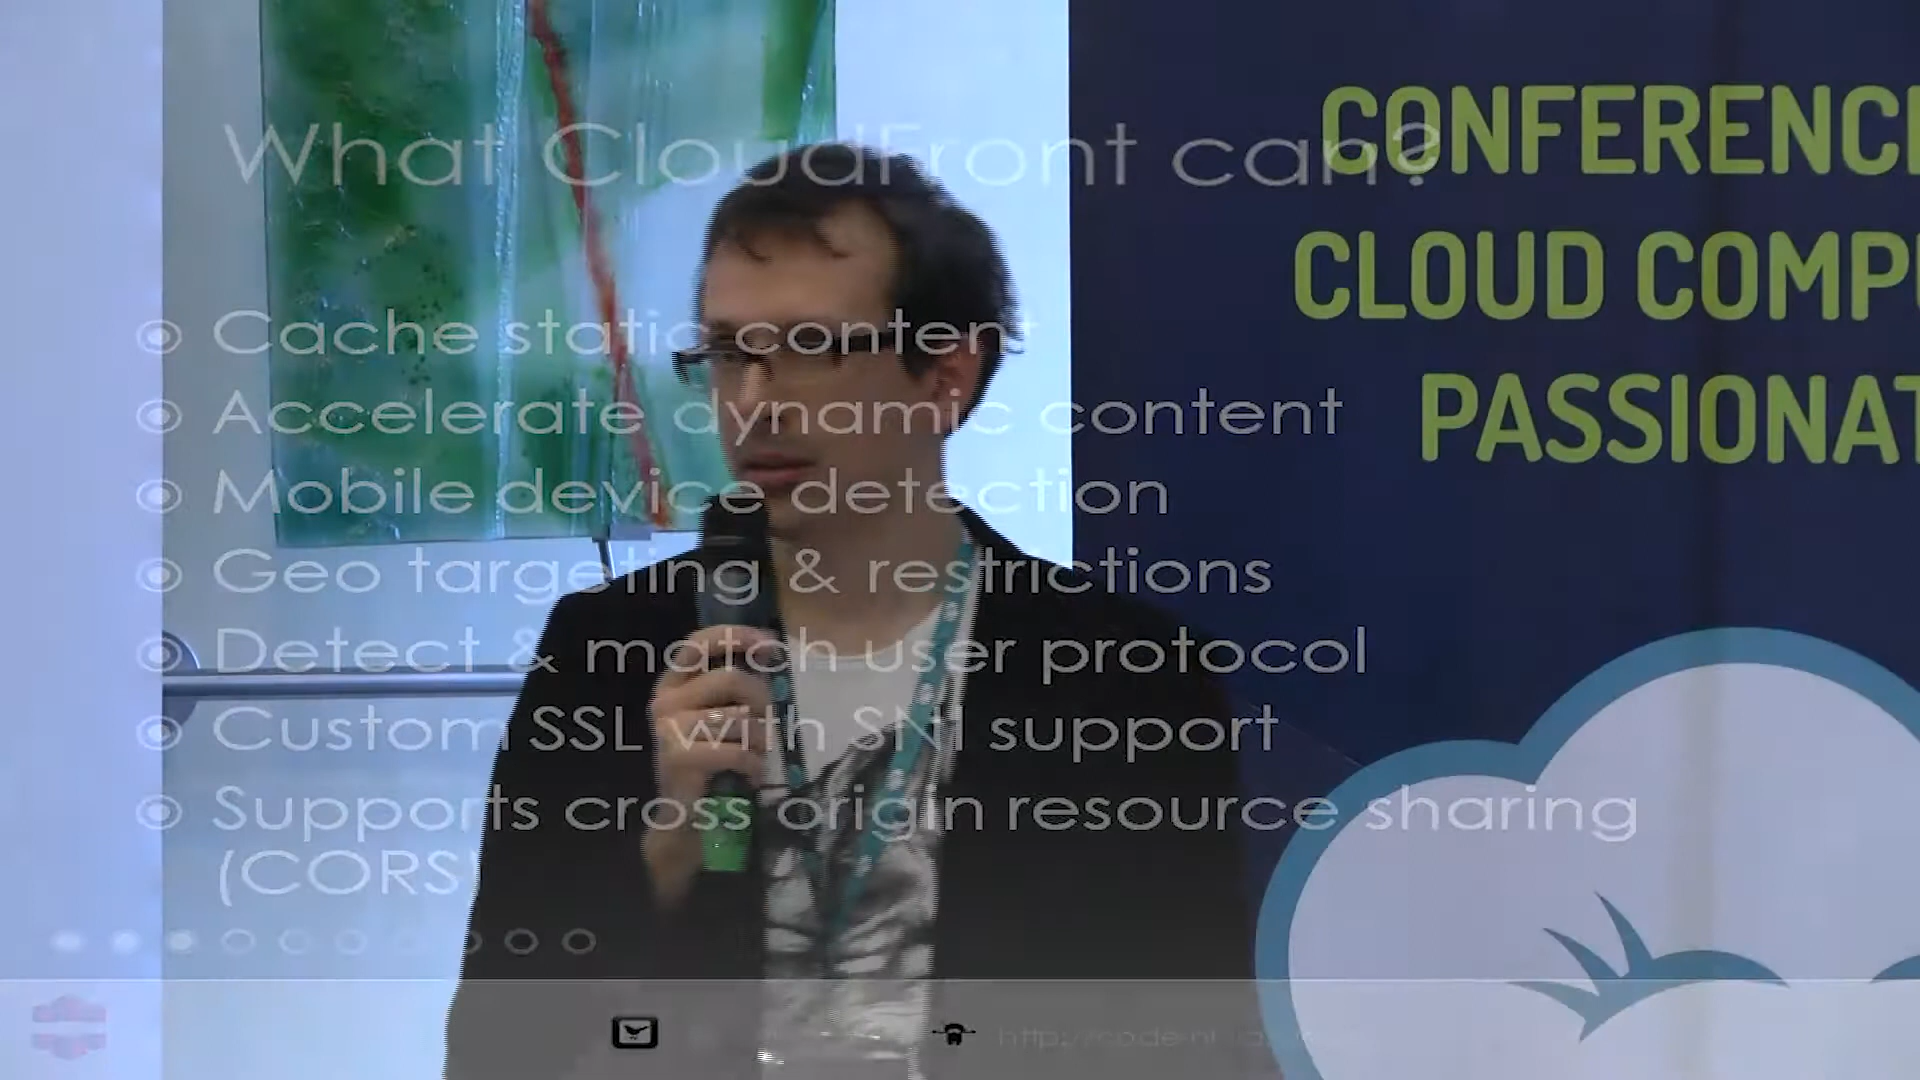 What CloudFront can?
Cache static content
Accelerate dynamic content
Mobile device detection
Geo targeting & restrictions
Detect & match user protocol
Custom SSL with SNI support
Supports cross origin resource sharing
(CORS)
CONFERENC
CLOUD COMP
PASSIONAT